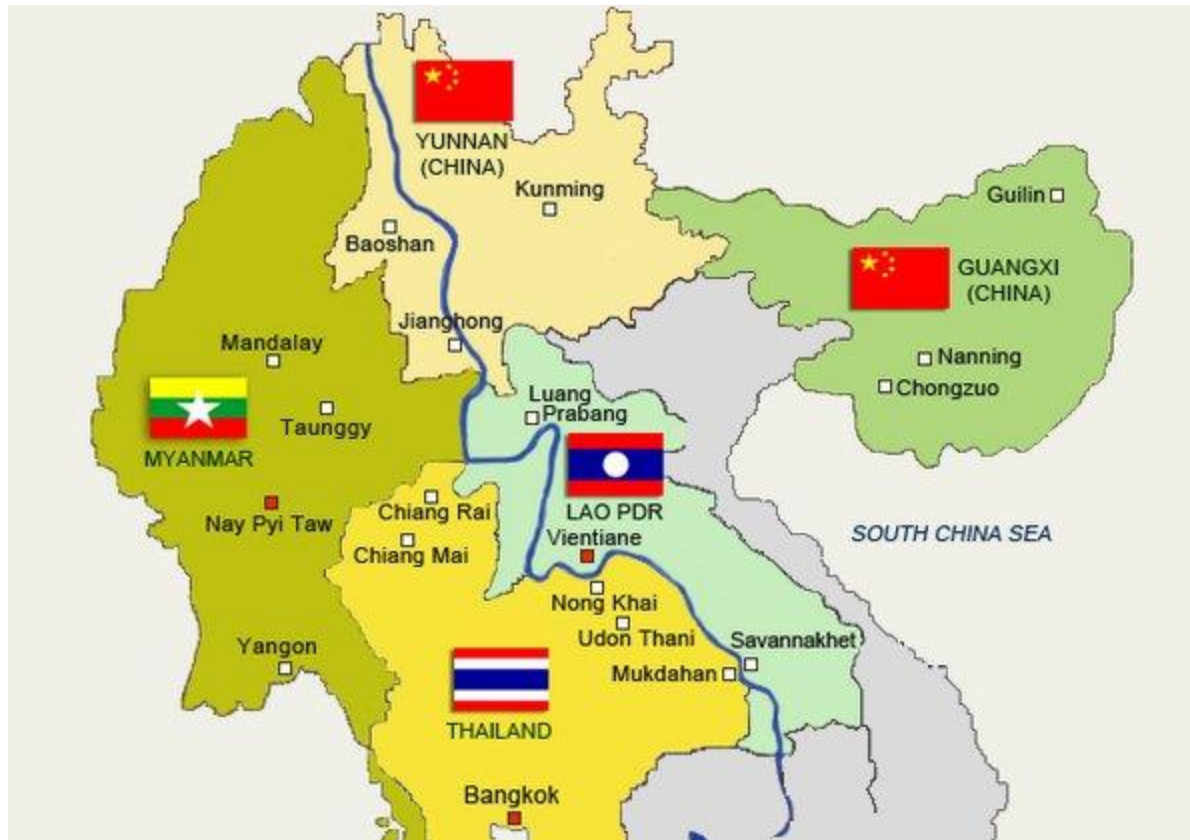 YUNNAN
(CHINA)
Kunming
Guilin
Baoshan
GUANGXI
(CHINA)
Jianghong
Mandalay
Nanning
Chongzuo
Luang
Prabang
Taunggy
MYANMAR
Chiang Rai
LAO PDR
Nay Pyi Taw
SOUTH CHINA SEA
Vientiane
Chiang Mai
Nong Khai
Udon Thani
Savannakhet
Yangon
Mukdahan
THAILAND
Bangkok